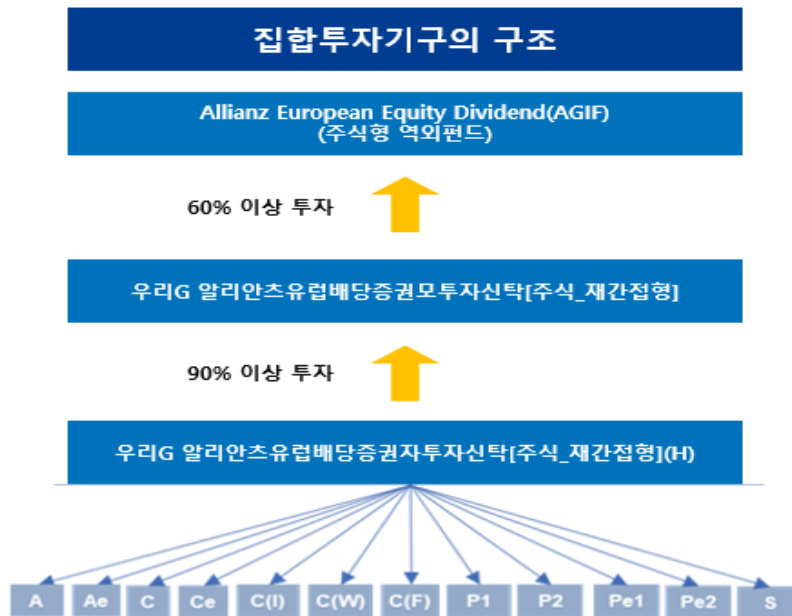 집합투자기구의 구조
Allianz European Equity Dividend(AGIF)
(주식형 역외펀드)
60% 이상 투자
우리G 알리안츠유럽배당증권모투자신탁[주식_재간접형]
90% 이상 투자
우리G 알리안츠유럽배당증권자투자신탁[주식_재간접형](H)
A Ae C Ce C(I) C(W) C(F) P1 P2 Pe1 Pe2 S